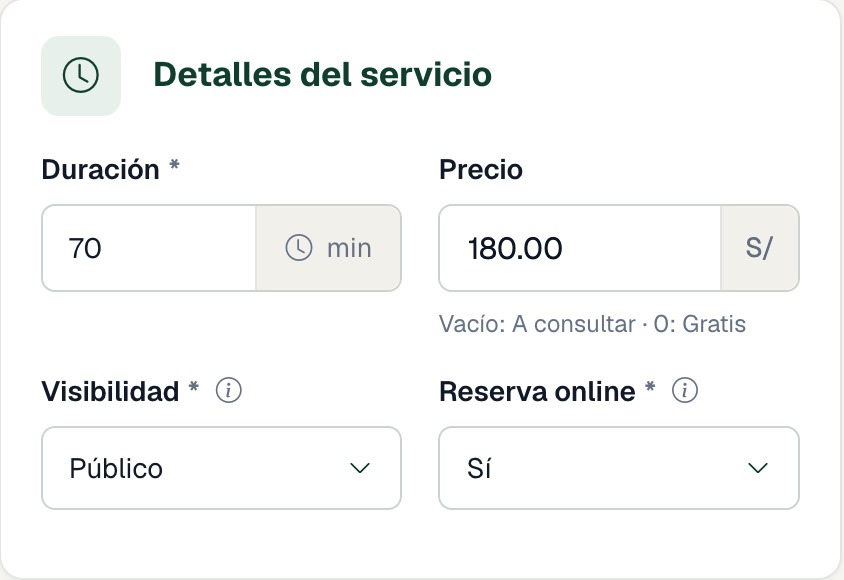 Detalles del servicio
Duración *
Precio
70
min
180.00
S/
Vacío: A consultar · 0: Gratis
Visibilidad * i
Reserva online * i
Público
Sí